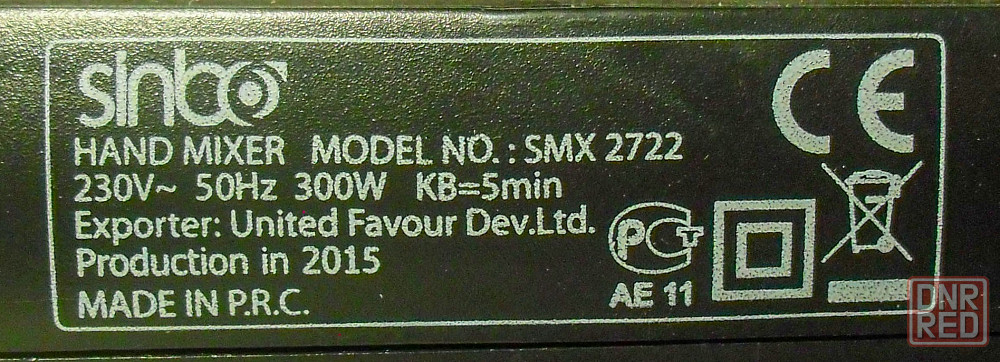 sinbo
HAND MIXER MODEL NO. : SMX 2722
230V~ 50Hz 300W KB=5min
Exporter: United Favour Dev.Ltd.
Production in 2015
MADE IN P.R.C.
CE
РСТ
AE 11
DNR
RED